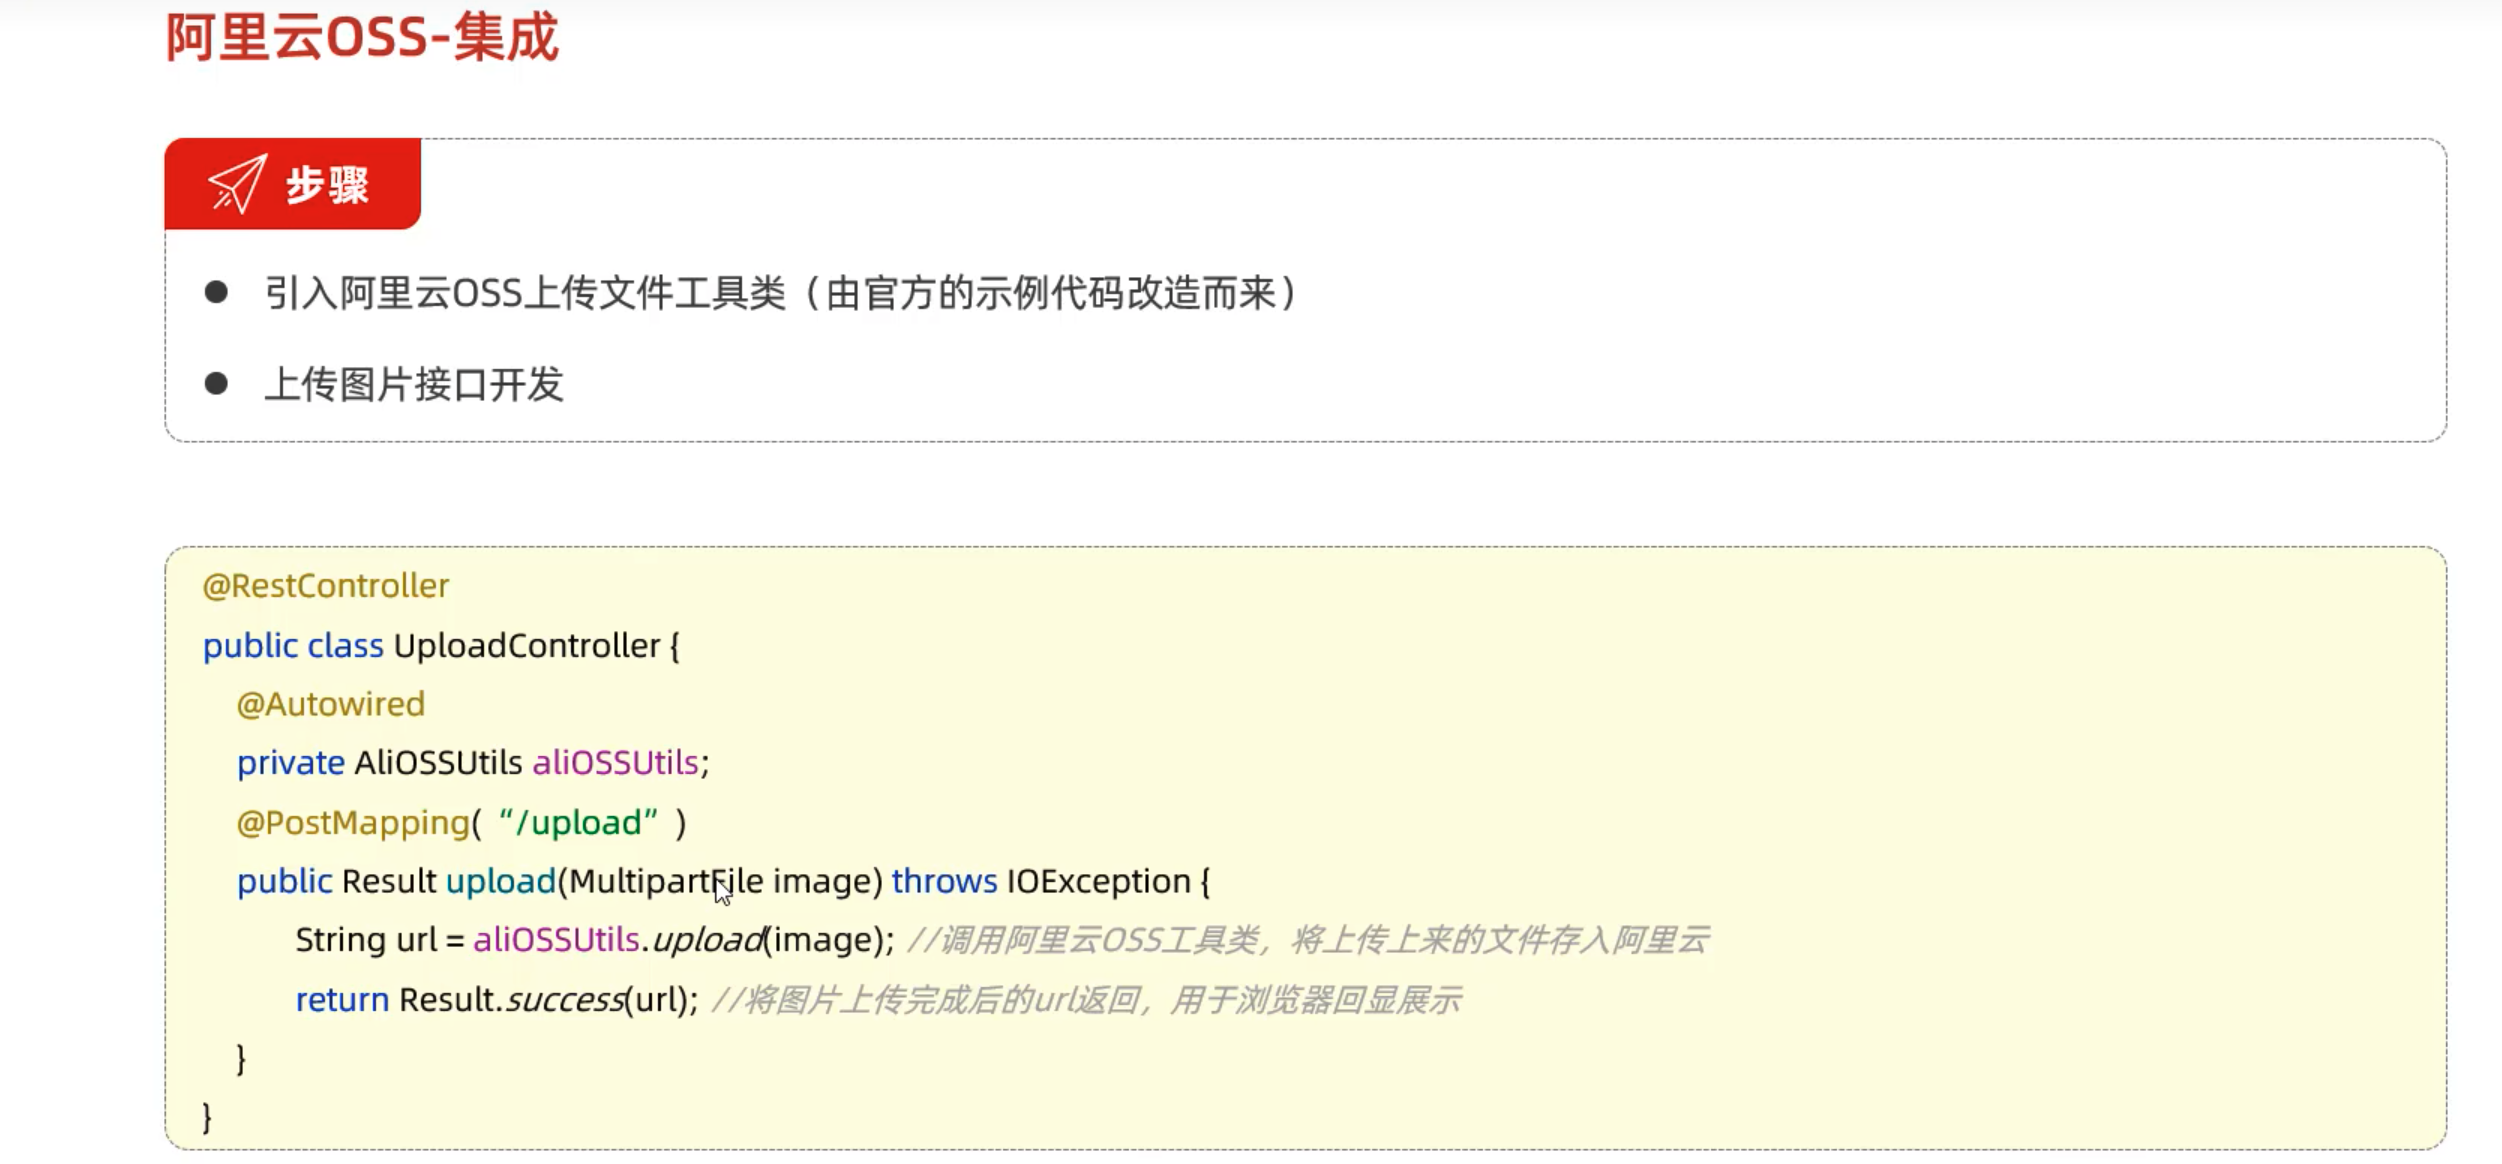 阿里云OSS-集成
步骤
引入阿里云OSS上传文件工具类（由官方的示例代码改造而来）
上传图片接口开发
@RestController
public class UploadController {
@Autowired
private AliOSSUtils aliOSSUtils;
@PostMapping( “/upload” )
public Result upload(MultipartFile image) throws IOException {
String url = aliOSSUtils.upload(image); //调用阿里云OSS工具类，将上传上来的文件存入阿里云
return Result.success(url); //将图片上传完成后的url返回，用于浏览器回显展示
}
}